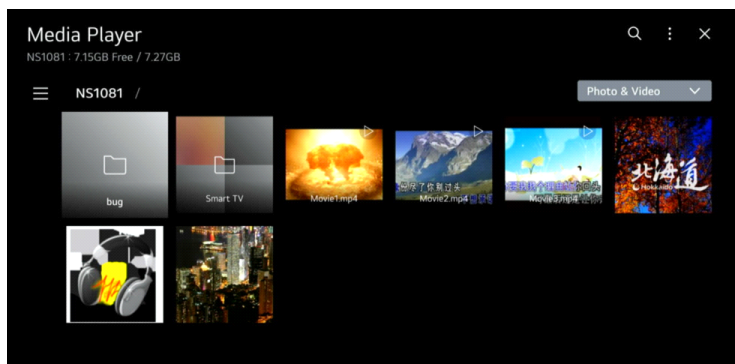 Media Player
NS1081 : 7.15GB Free / 7.27GB
NS1081 /
Photo & Video
bug
Smart TV
Movie1.mp4
Movie2.mp4
Movie3.mp4
北海道
Hokkaido